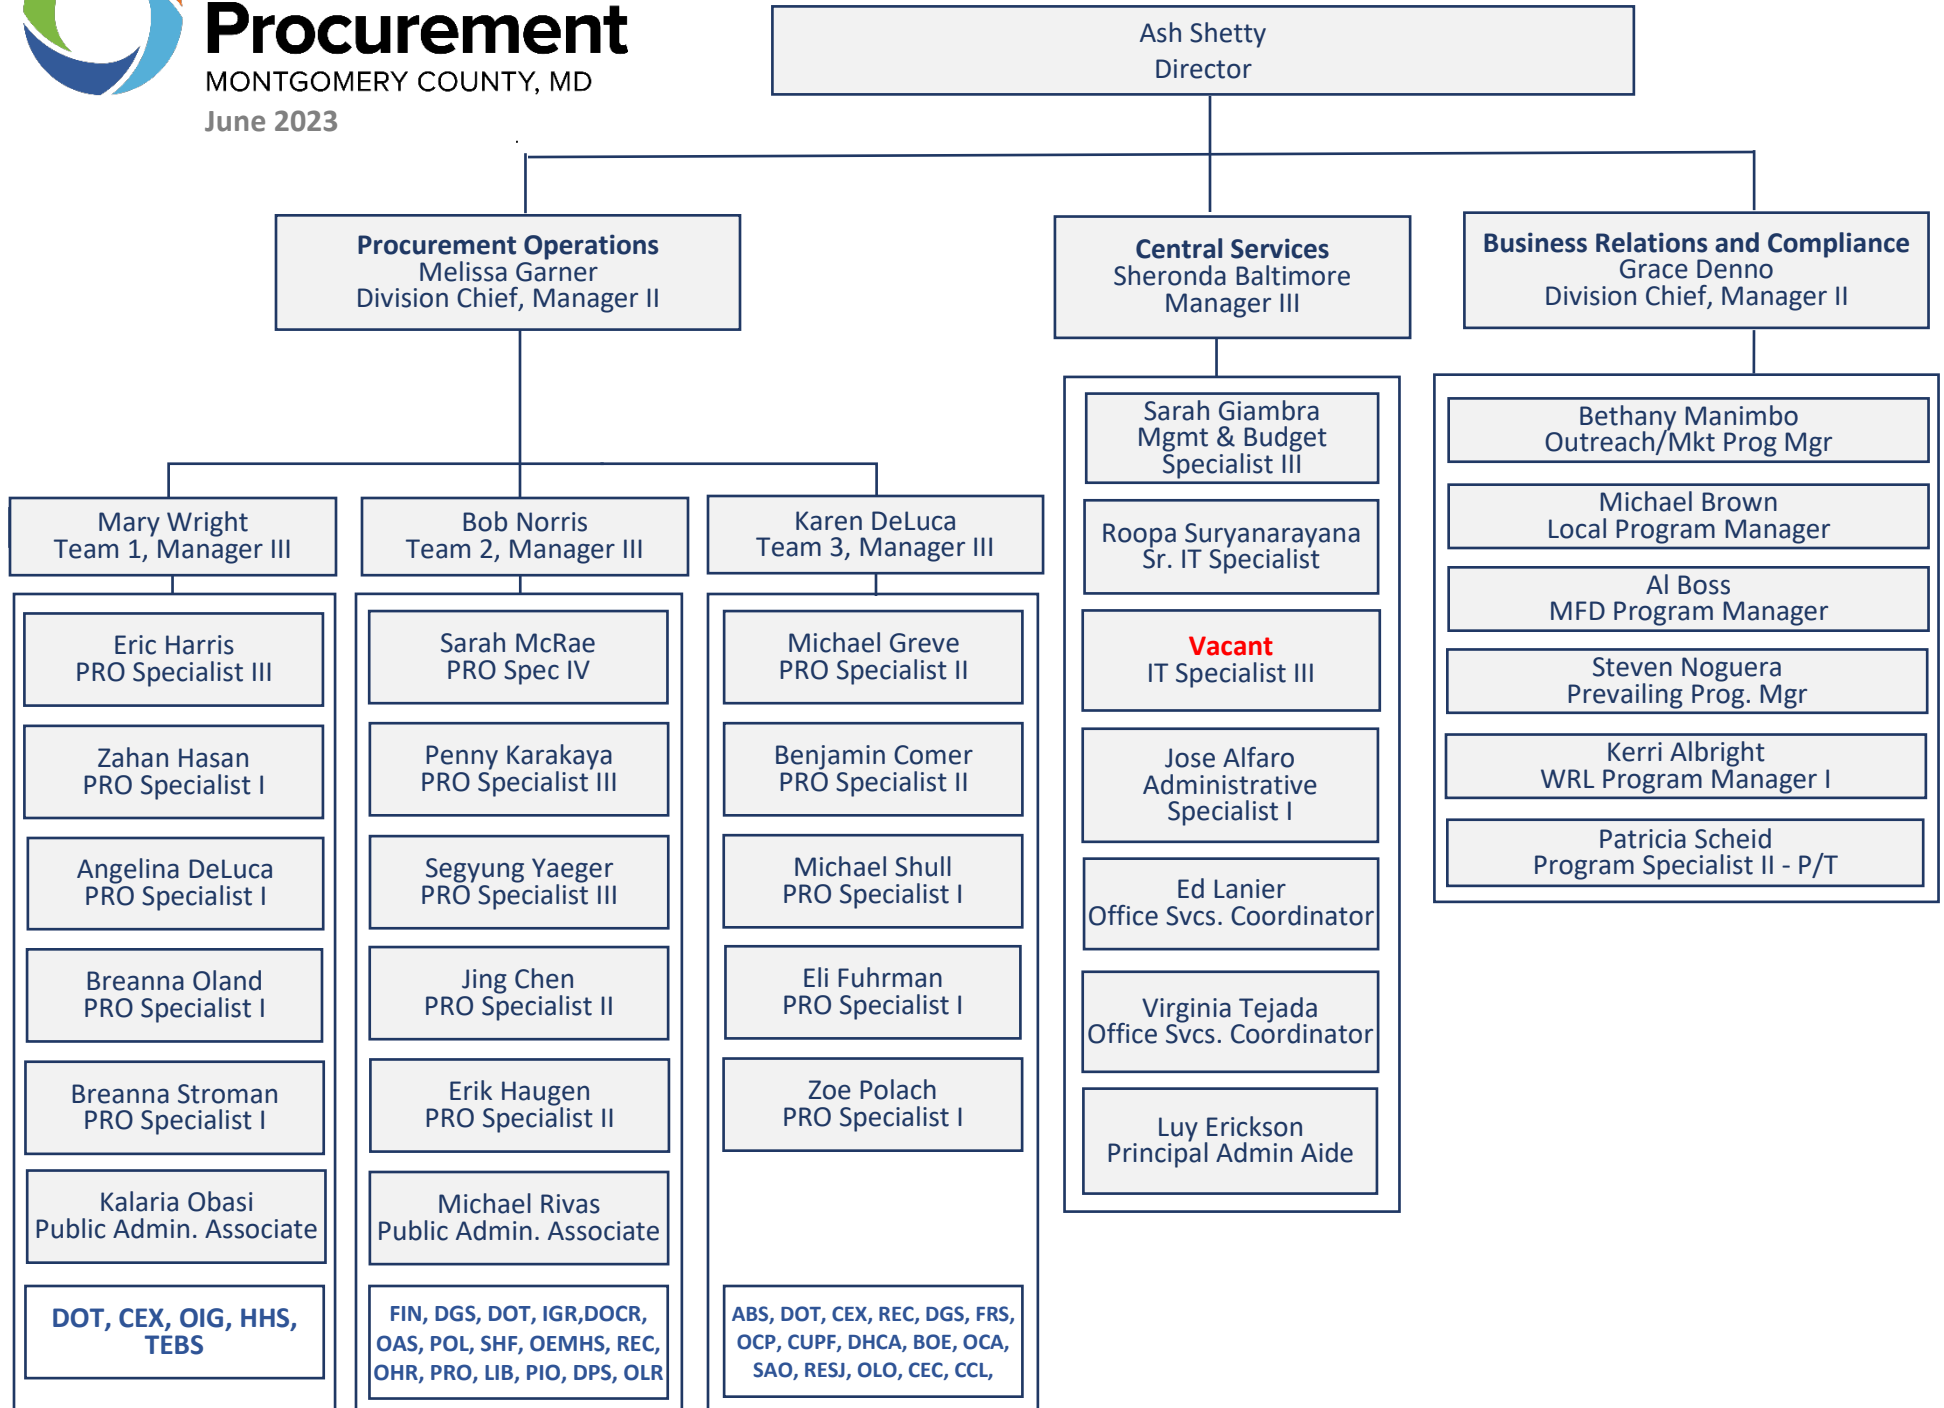 Procurement
MONTGOMERY COUNTY, MD
June 2023
Ash Shetty
Director
Procurement Operations
Melissa Garner
Division Chief, Manager II
Central Services
Sheronda Baltimore
Manager III
Business Relations and Compliance
Grace Denno
Division Chief, Manager II
Mary Wright
Team 1, Manager III
Eric Harris
PRO Specialist III
Zahan Hasan
PRO Specialist I
Angelina DeLuca
PRO Specialist I
Breanna Oland
PRO Specialist I
Breanna Stroman
PRO Specialist I
Kalaria Obasi
Public Admin. Associate
DOT, CEX, OIG, HHS,
TEBS
Bob Norris
Team 2, Manager III
Sarah McRae
PRO Spec IV
Penny Karakaya
PRO Specialist III
Segyung Yaeger
PRO Specialist III
Jing Chen
PRO Specialist II
Erik Haugen
PRO Specialist II
Michael Rivas
Public Admin. Associate
FIN, DGS, DOT, IGR,DOCR,
OAS, POL, SHF, OEMHS, REC,
OHR, PRO, LIB, PIO, DPS, OLR
Karen DeLuca
Team 3, Manager III
Michael Greve
PRO Specialist II
Benjamin Comer
PRO Specialist II
Michael Shull
PRO Specialist I
Eli Fuhrman
PRO Specialist I
Zoe Polach
PRO Specialist I
ABS, DOT, CEX, REC, DGS, FRS,
OCP, CUPF, DHCA, BOE, OCA,
SAO, RESJ, OLO, CEC, CCL,
Sarah Giambra
Mgmt & Budget
Specialist III
Roopa Suryanarayana
Sr. IT Specialist
Vacant
IT Specialist III
Jose Alfaro
Administrative
Specialist I
Ed Lanier
Office Svcs. Coordinator
Virginia Tejada
Office Svcs. Coordinator
Luy Erickson
Principal Admin Aide
Bethany Manimbo
Outreach/Mkt Prog Mgr
Michael Brown
Local Program Manager
Al Boss
MFD Program Manager
Steven Noguera
Prevailing Prog. Mgr
Kerri Albright
WRL Program Manager I
Patricia Scheid
Program Specialist II - P/T